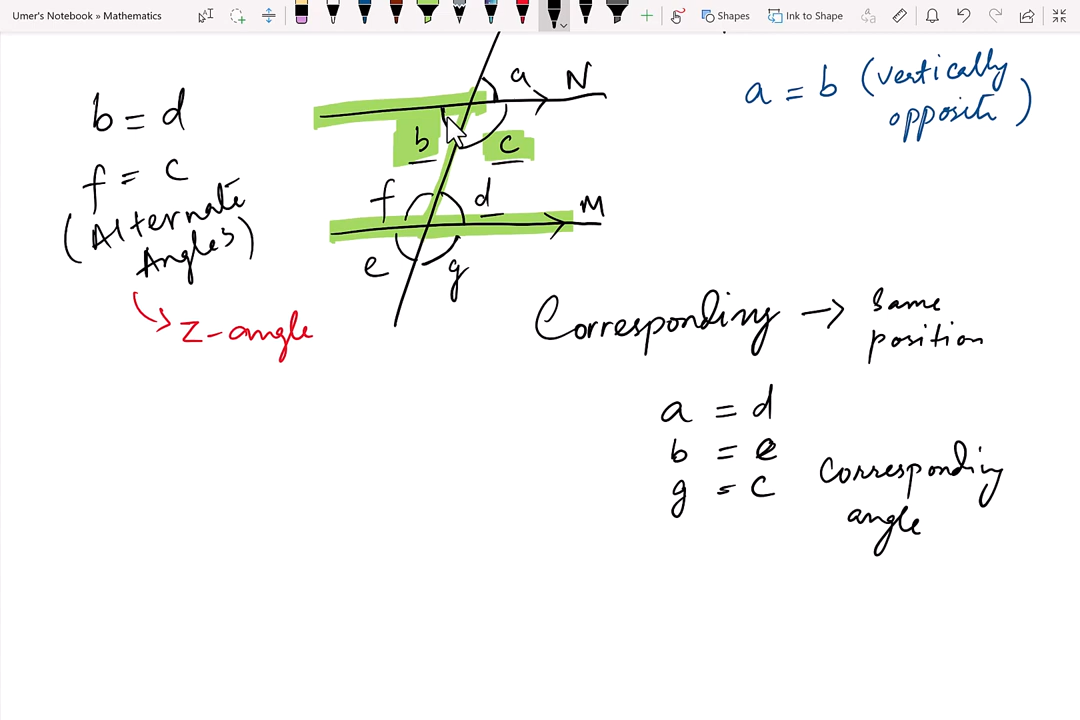 Umer's Notebook » Mathematics
Shapes
Ink to Shape
b = d
f = c
(Alternate
Angles)
z-angle
a
N
b
c
f
d
M
e
g
a = b (vertically
opposite)
Corresponding → same
position
a = d
b = e
g = c
corresponding
angle